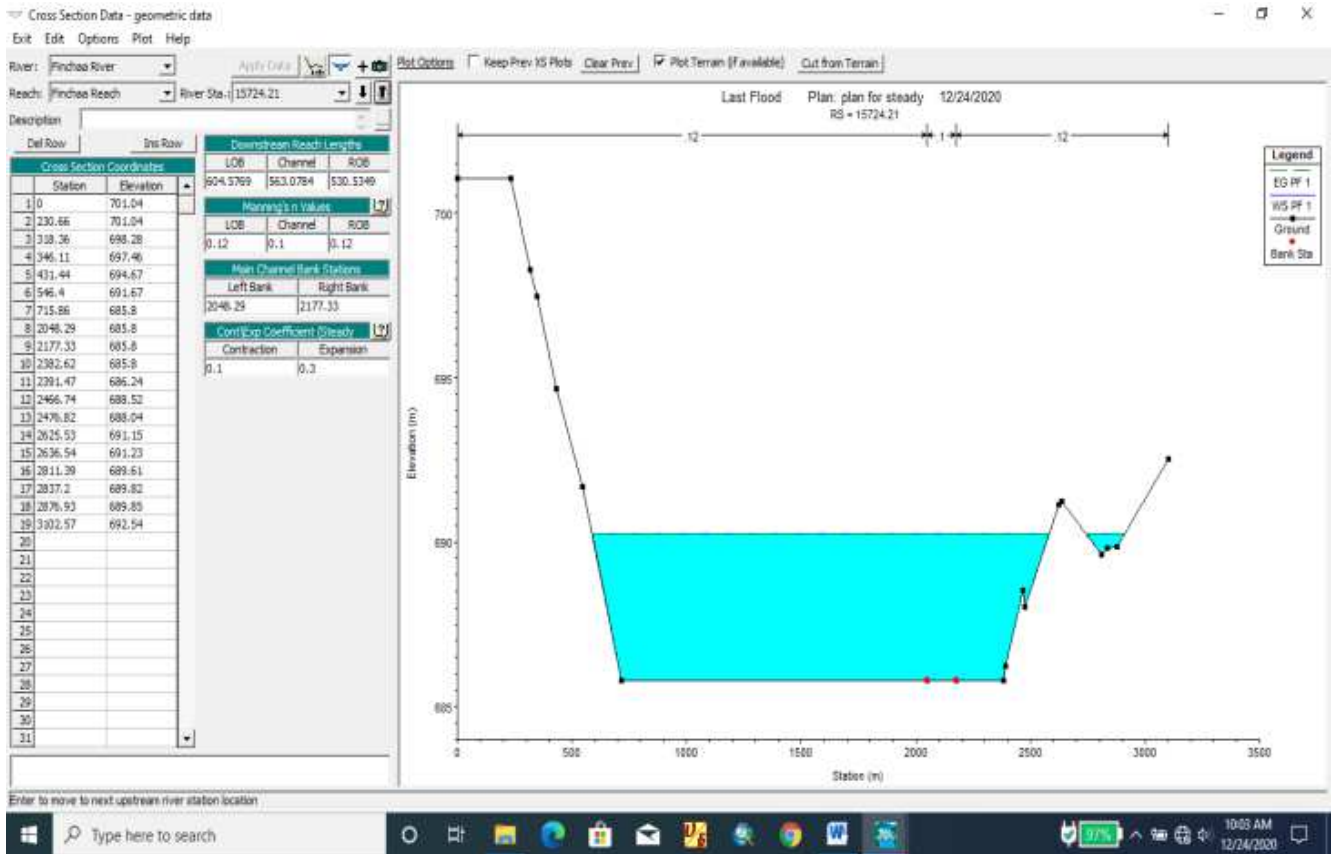 Cross Section Data - geometric data
Exit Edit Options Plot Help
River: Finchaa River
Apply Data
Plot Options Keep Prev XS Plots Clear Prev Plot Terrain (if available) Cut from Terrain
Reach: Finchaa Reach River Sta.: 15724.21
Description
Del Row Ins Row
Cross Section Coordinates
Station Elevation
1 0 701.04
2 230.66 701.04
3 318.36 698.28
4 346.11 697.46
5 431.44 694.67
6 546.4 691.67
7 715.86 685.8
8 2048.29 685.8
9 2177.33 685.8
10 2382.62 685.8
11 2391.47 686.24
12 2466.74 688.52
13 2476.82 688.04
14 2625.53 691.15
15 2636.54 691.23
16 2811.39 689.61
17 2837.2 689.82
18 2876.93 689.85
19 3102.57 692.54
20
21
22
23
24
25
26
27
28
29
30
31
Downstream Reach Lengths
LOB Channel ROB
604.5769 563.0784 530.5349
Manning's n Values
LOB Channel ROB
0.12 0.1 0.12
Main Channel Bank Stations
Left Bank Right Bank
2048.29 2177.33
Cont\Exp Coefficient (Steady
Contraction Expansion
0.1 0.3
Last Flood Plan: plan for steady 12/24/2020
RS = 15724.21
.12 .1 .12
Legend
EG PF 1
WS PF 1
Ground
Bank Sta
700
695
690
685
Elevation (m)
0 500 1000 1500 2000 2500 3000 3500
Station (m)
Enter to move to next upstream river station location
Type here to search
97%
10:03 AM
12/24/2020